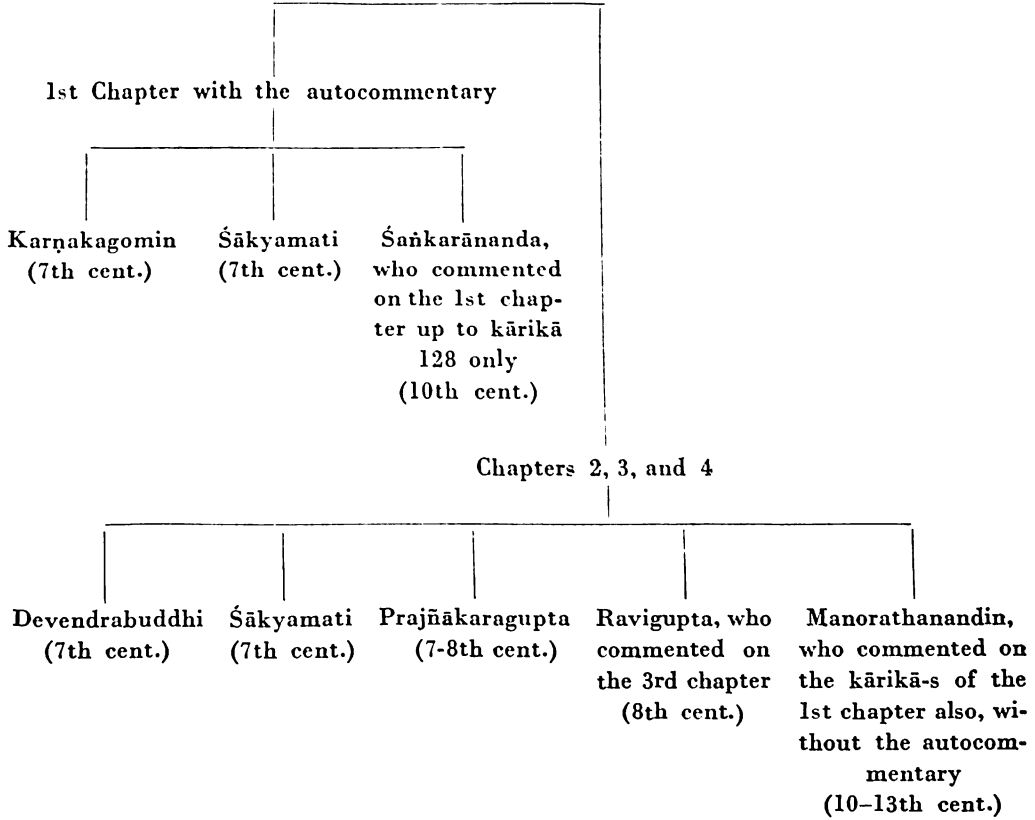 1st Chapter with the autocommentary
Karṇakagomin
(7th cent.)
Śākyamati
(7th cent.)
Śaṅkarānanda,
who commented
on the 1st chap-
ter up to kārikā
128 only
(10th cent.)
Chapters 2, 3, and 4
Devendrabuddhi
(7th cent.)
Śākyamati
(7th cent.)
Prajñākaragupta
(7-8th cent.)
Ravigupta, who
commented on
the 3rd chapter
(8th cent.)
Manorathanandin,
who commented on
the kārikā-s of the
1st chapter also, wi-
thout the autocom-
mentary
(10–13th cent.)